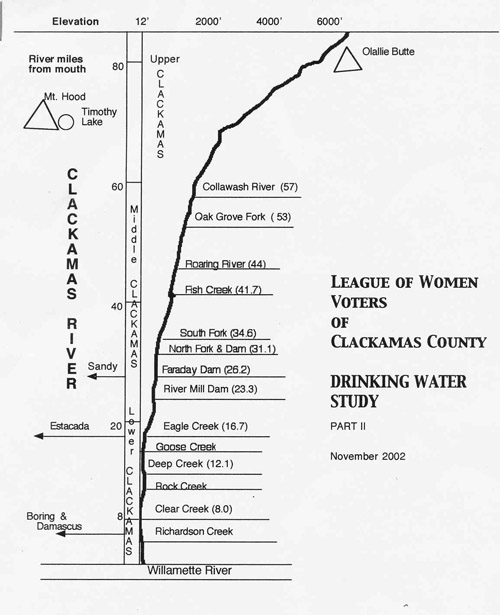 Elevation 12' 2000' 4000' 6000'
Olallie Butte
River miles
from mouth
80
Upper
CLACKAMAS
Mt. Hood
Timothy
Lake
CLACKAMAS RIVER
60
Collawash River (57)
Middle CLACKAMAS
Oak Grove Fork ( 53)
Roaring River (44)
Fish Creek (41.7)
40
South Fork (34.6)
North Fork & Dam (31.1)
Sandy
Faraday Dam (26.2)
River Mill Dam (23.3)
Lower CLACKAMAS
Estacada
20
Eagle Creek (16.7)
Goose Creek
Deep Creek (12.1)
Rock Creek
Clear Creek (8.0)
Boring &
Damascus
8
Richardson Creek
Willamette River
LEAGUE OF WOMEN
VOTERS
OF
CLACKAMAS COUNTY
DRINKING WATER
STUDY
PART II
November 2002